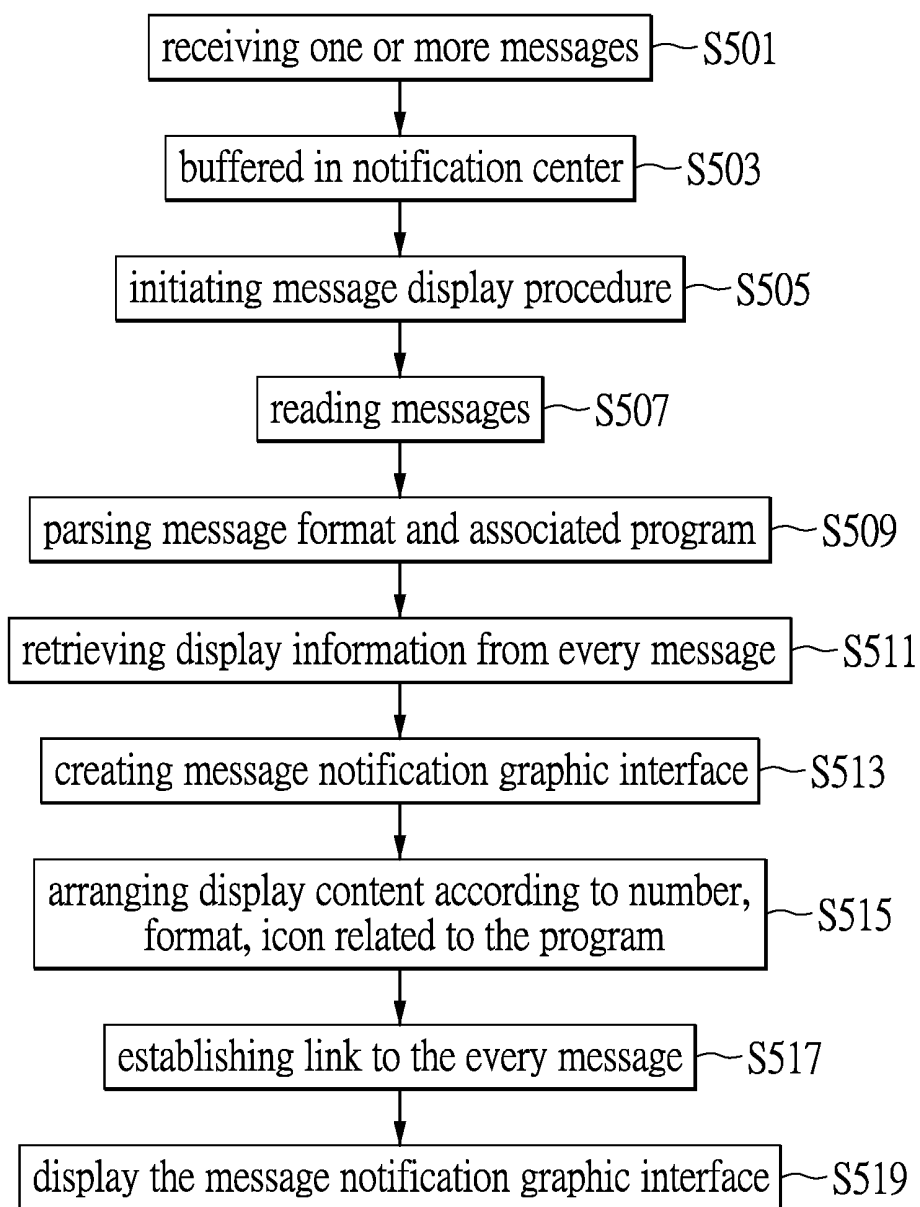 receiving one or more messages S501
buffered in notification center S503
initiating message display procedure S505
reading messages S507
parsing message format and associated program S509
retrieving display information from every message S511
creating message notification graphic interface S513
arranging display content according to number,
format, icon related to the program S515
establishing link to the every message S517
display the message notification graphic interface S519